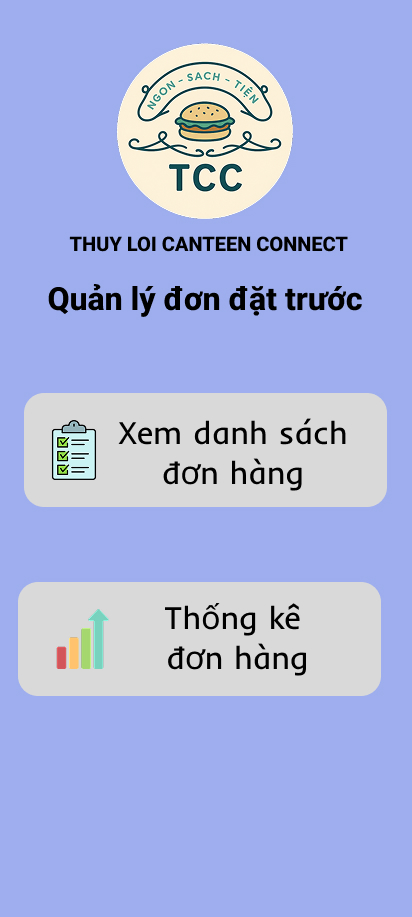 NGON - SACH - TIỆN
TCC
THUY LOI CANTEEN CONNECT
Quản lý đơn đặt trước
Xem danh sách
đơn hàng
Thống kê
đơn hàng